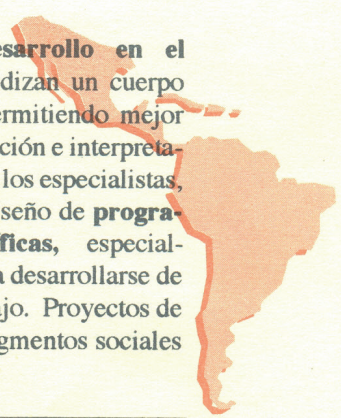 sarrollo en el
dizan un cuerpo
ermitiendo mejor
ción e interpreta-
los especialistas,
seño de progra-
ficas, especial-
a desarrollarse de
ajo. Proyectos de
gmentos sociales